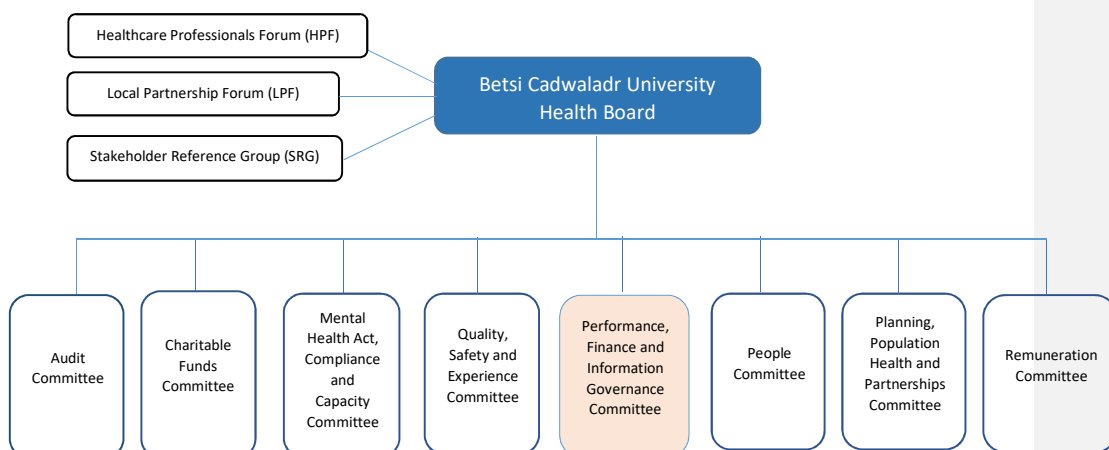 Healthcare Professionals Forum (HPF)
Local Partnership Forum (LPF)
Stakeholder Reference Group (SRG)
Betsi Cadwaladr University
Health Board
Audit
Committee
Charitable
Funds
Committee
Mental
Health Act,
Compliance
and
Capacity
Committee
Quality,
Safety and
Experience
Committee
Performance,
Finance and
Information
Governance
Committee
People
Committee
Planning,
Population
Health and
Partnerships
Committee
Remuneration
Committee